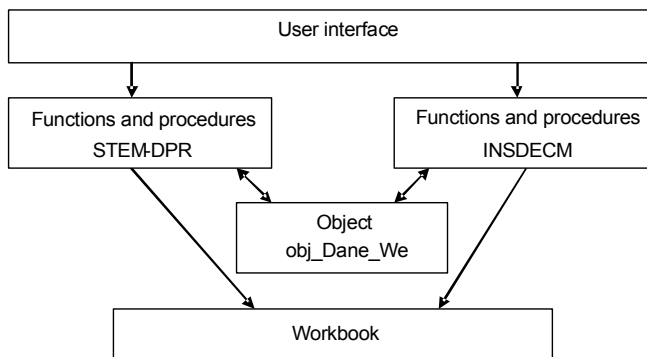 User interface
Functions and procedures
STEM-DPR
Functions and procedures
INSDECM
Object
obj_Dane_We
Workbook